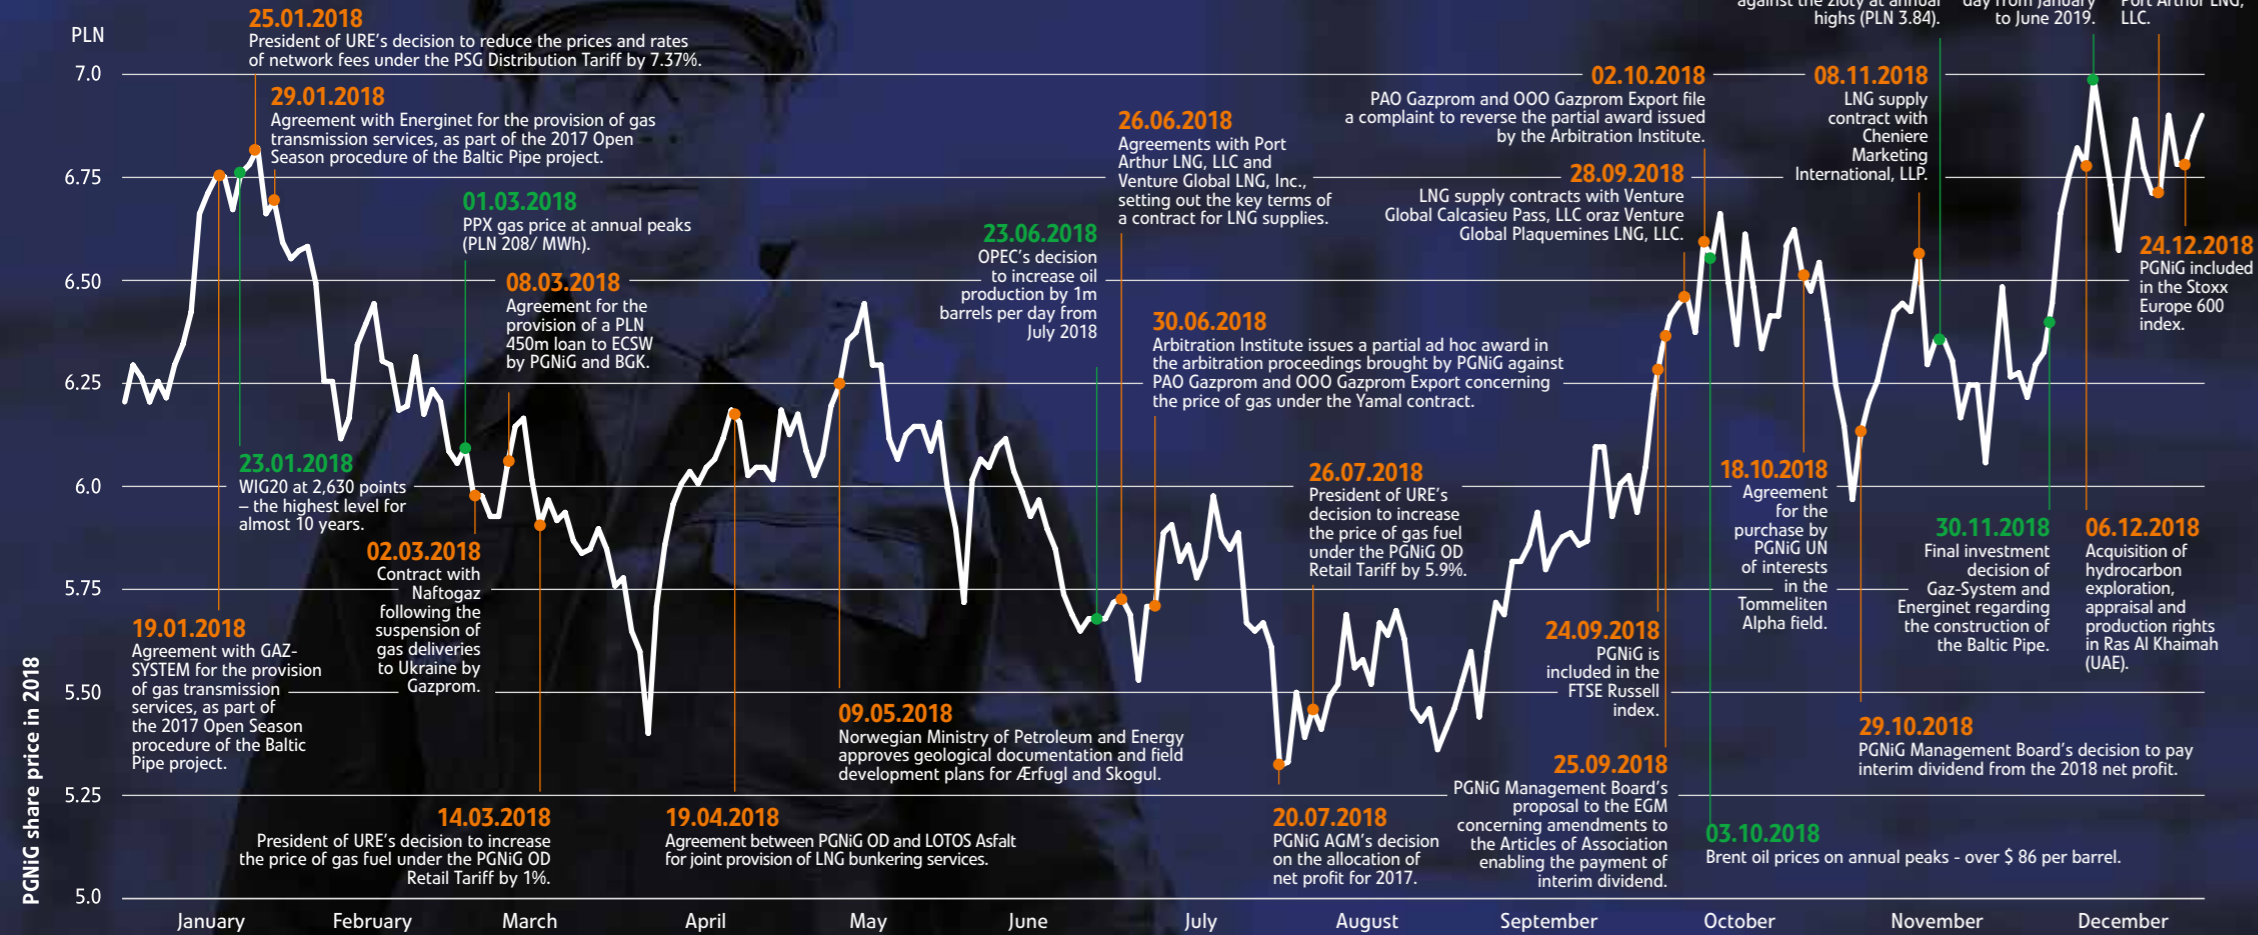 against the zloty at annual
highs (PLN 3.84).
day from January
to June 2019.
Port Arthur LNG,
LLC.
PLN
7.0
6.75
6.50
6.25
6.0
5.75
5.50
5.25
5.0
PGNiG share price in 2018
25.01.2018
President of URE's decision to reduce the prices and rates
of network fees under the PSG Distribution Tariff by 7.37%.
29.01.2018
Agreement with Energinet for the provision of gas
transmission services, as part of the 2017 Open
Season procedure of the Baltic Pipe project.
01.03.2018
PPX gas price at annual peaks
(PLN 208/ MWh).
08.03.2018
Agreement for the
provision of a PLN
450m loan to ECSW
by PGNiG and BGK.
23.01.2018
WIG20 at 2,630 points
– the highest level for
almost 10 years.
19.01.2018
Agreement with GAZ-
SYSTEM for the provision
of gas transmission
services, as part of
the 2017 Open Season
procedure of the Baltic
Pipe project.
02.03.2018
Contract with
Naftogaz
following the
suspension of
gas deliveries
to Ukraine by
Gazprom.
14.03.2018
President of URE's decision to increase
the price of gas fuel under the PGNiG OD
Retail Tariff by 1%.
19.04.2018
Agreement between PGNiG OD and LOTOS Asfalt
for joint provision of LNG bunkering services.
09.05.2018
Norwegian Ministry of Petroleum and Energy
approves geological documentation and field
development plans for Ærfugl and Skogul.
23.06.2018
OPEC's decision
to increase oil
production by 1m
barrels per day from
July 2018
26.06.2018
Agreements with Port
Arthur LNG, LLC and
Venture Global LNG, Inc.,
setting out the key terms of
a contract for LNG supplies.
30.06.2018
Arbitration Institute issues a partial ad hoc award in
the arbitration proceedings brought by PGNiG against
PAO Gazprom and OOO Gazprom Export concerning
the price of gas under the Yamal contract.
20.07.2018
PGNiG AGM's decision
on the allocation of
net profit for 2017.
26.07.2018
President of URE's
decision to increase
the price of gas fuel
under the PGNiG OD
Retail Tariff by 5.9%.
02.10.2018
PAO Gazprom and OOO Gazprom Export file
a complaint to reverse the partial award issued
by the Arbitration Institute.
28.09.2018
LNG supply contracts with Venture
Global Calcasieu Pass, LLC oraz Venture
Global Plaquemines LNG, LLC.
24.09.2018
PGNiG is
included in the
FTSE Russell
index.
25.09.2018
PGNiG Management Board's
proposal to the EGM
concerning amendments to
the Articles of Association
enabling the payment of
interim dividend.
03.10.2018
Brent oil prices on annual peaks - over $ 86 per barrel.
18.10.2018
Agreement
for the
purchase by
PGNiG UN
of interests
in the
Tommeliten
Alpha field.
29.10.2018
PGNiG Management Board's decision to pay
interim dividend from the 2018 net profit.
08.11.2018
LNG supply
contract with
Cheniere
Marketing
International, LLP.
30.11.2018
Final investment
decision of
Gaz-System and
Energinet regarding
the construction of
the Baltic Pipe.
06.12.2018
Acquisition of
hydrocarbon
exploration,
appraisal and
production rights
in Ras Al Khaimah
(UAE).
24.12.2018
PGNiG included
in the Stoxx
Europe 600
index.
January
February
March
April
May
June
July
August
September
October
November
December